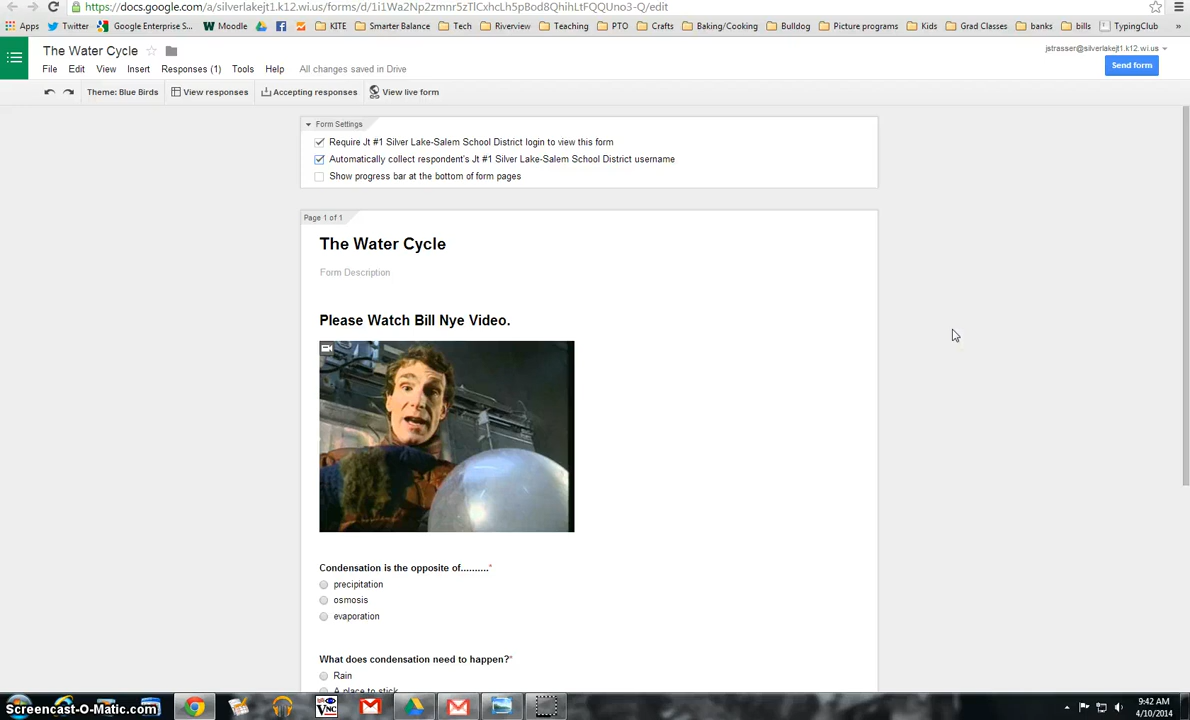 https://docs.google.com/a/silverlakejt1.k12.wi.us/forms/d/1i1Wa2Np2zmnr5zTlCxhcLh5pBod8QhihLtFQQUno3-Q/edit
Apps Twitter Google Enterprise S... Moodle KITE Smarter Balance Tech Riverview Teaching PTO Crafts Baking/Cooking Bulldog Picture programs Kids Grad Classes banks bills TypingClub »
The Water Cycle
jstrasser@silverlakejt1.k12.wi.us
File Edit View Insert Responses (1) Tools Help All changes saved in Drive
Send form
Theme: Blue Birds View responses Accepting responses View live form
Form Settings
Require Jt #1 Silver Lake-Salem School District login to view this form
Automatically collect respondent's Jt #1 Silver Lake-Salem School District username
Show progress bar at the bottom of form pages
Page 1 of 1
The Water Cycle
Form Description
Please Watch Bill Nye Video.
Condensation is the opposite of..........*
precipitation
osmosis
evaporation
What does condensation need to happen?*
Rain
A place to stick
VNC
9:42 AM
4/10/2014
Screencast-O-Matic.com